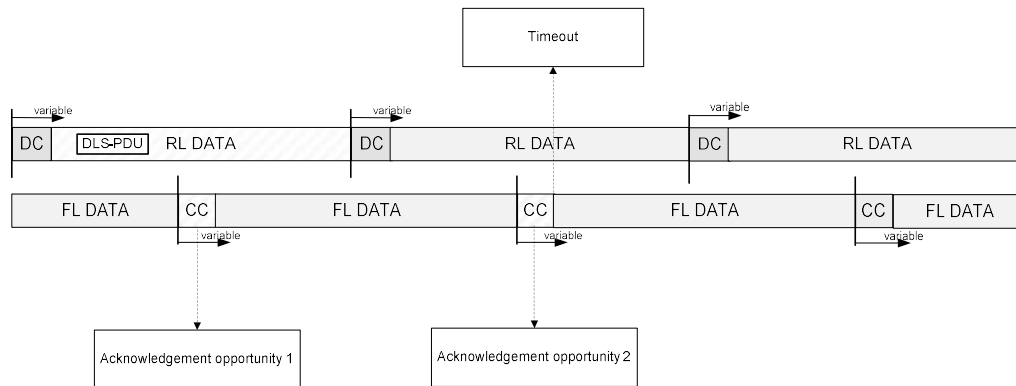 Timeout
variable
variable
variable
DC
DLS-PDU
RL DATA
DC
RL DATA
DC
RL DATA
FL DATA
CC
FL DATA
CC
FL DATA
CC
FL DATA
variable
variable
variable
Acknowledgement opportunity 1
Acknowledgement opportunity 2